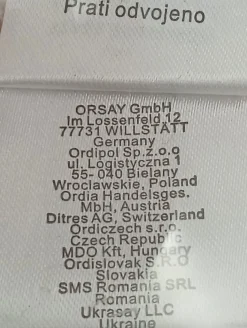 Prati odvojeno
ORSAY GmbH
Im Lossenfeld 12
77731 WILLSTÄTT
Germany
Ordipol Sp.z.o.o
ul. Logistyczna 1
55- 040 Bielany
Wroclawskie, Poland
Ordia Handelsges.
MbH, Austria
Ditres AG, Switzerland
Ordiczech s.r.o.
Czech Republic
MDO Kft, Hungary
Ordislovak S.R.O
Slovakia
SMS Romania SRL
Romania
Ukrasay LLC
Ukraine